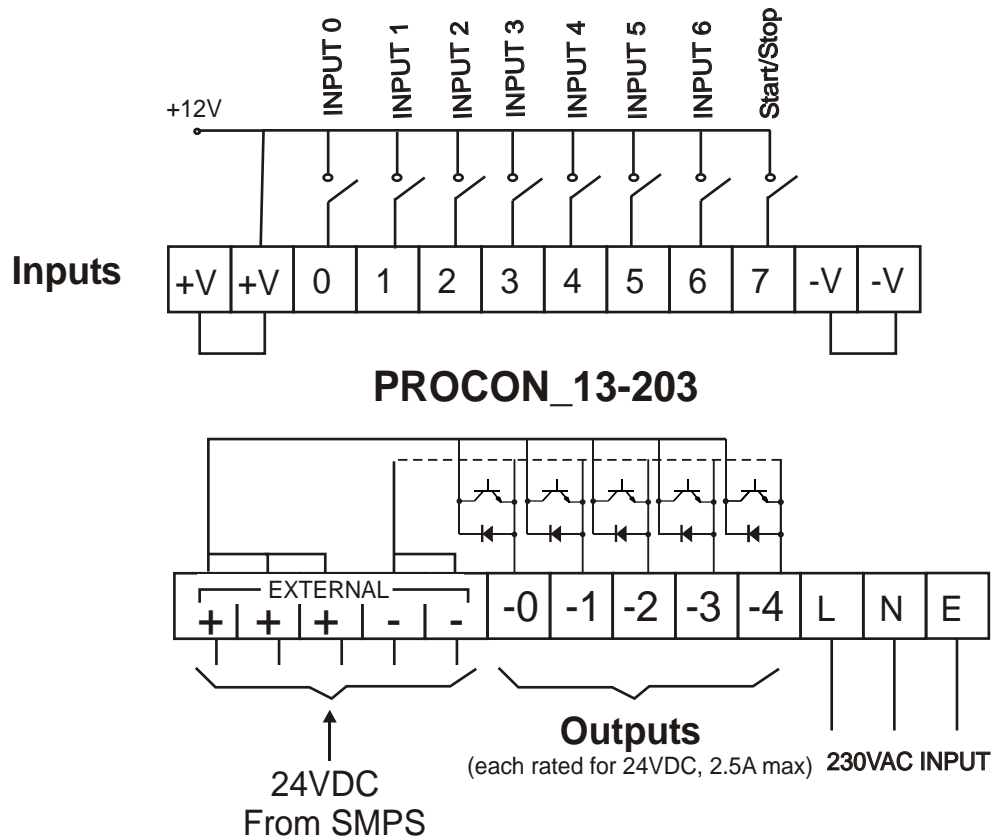 INPUT 0
INPUT 1
INPUT 2
INPUT 3
INPUT 4
INPUT 5
INPUT 6
Start/Stop
+12V
Inputs
+V +V 0 1 2 3 4 5 6 7 -V -V
PROCON_13-203
EXTERNAL
+ + + - - -0 -1 -2 -3 -4 L N E
Outputs
(each rated for 24VDC, 2.5A max)
230VAC INPUT
24VDC
From SMPS